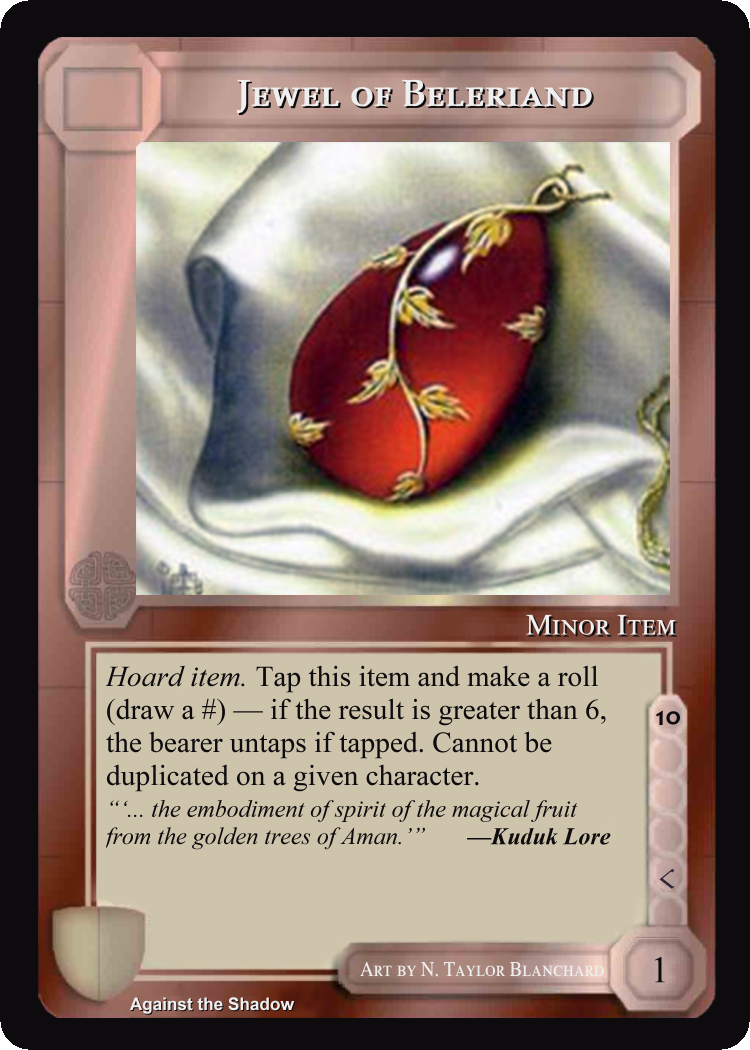 Jewel of Beleriand
Minor Item
Hoard item. Tap this item and make a roll
(draw a #) — if the result is greater than 6,
the bearer untaps if tapped. Cannot be
duplicated on a given character.
“‘... the embodiment of spirit of the magical fruit
from the golden trees of Aman.’” —Kuduk Lore
10
<
Art by N. Taylor Blanchard
1
Against the Shadow